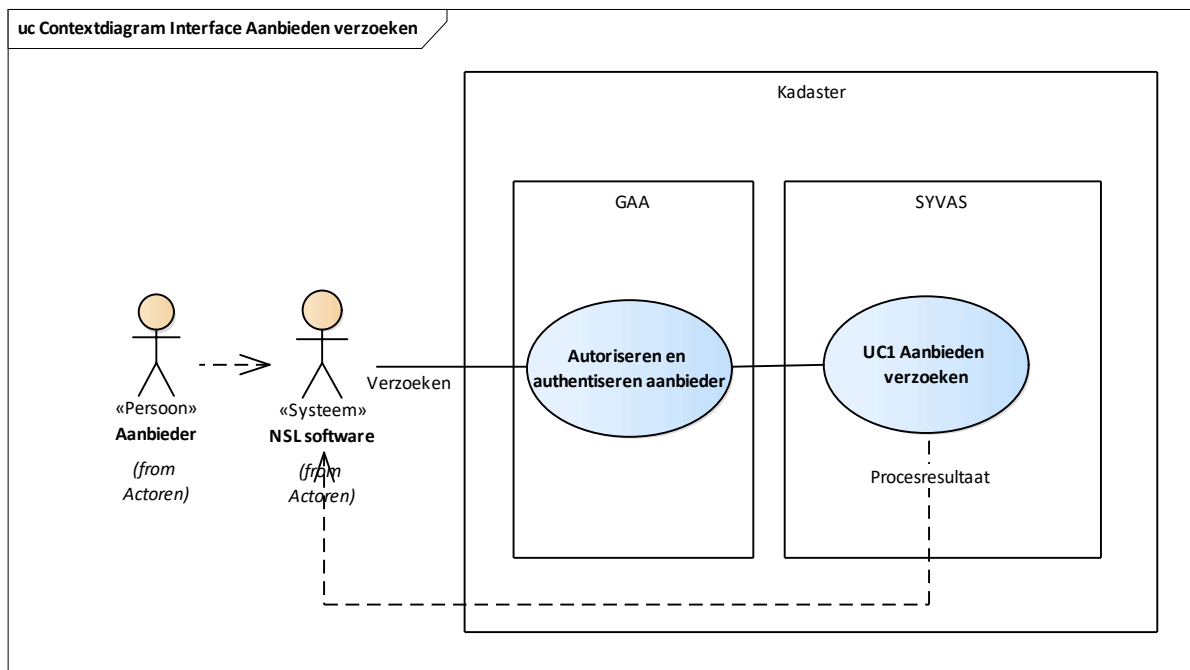 uc Contextdiagram Interface Aanbieden verzoeken
Kadaster
GAA
SYVAS
Autoriseren en
authentiseren aanbieder
UC1 Aanbieden
verzoeken
Verzoeken
«Persoon»
Aanbieder
(from
Actoren)
«Systeem»
NSL software
(from
Actoren)
Procesresultaat